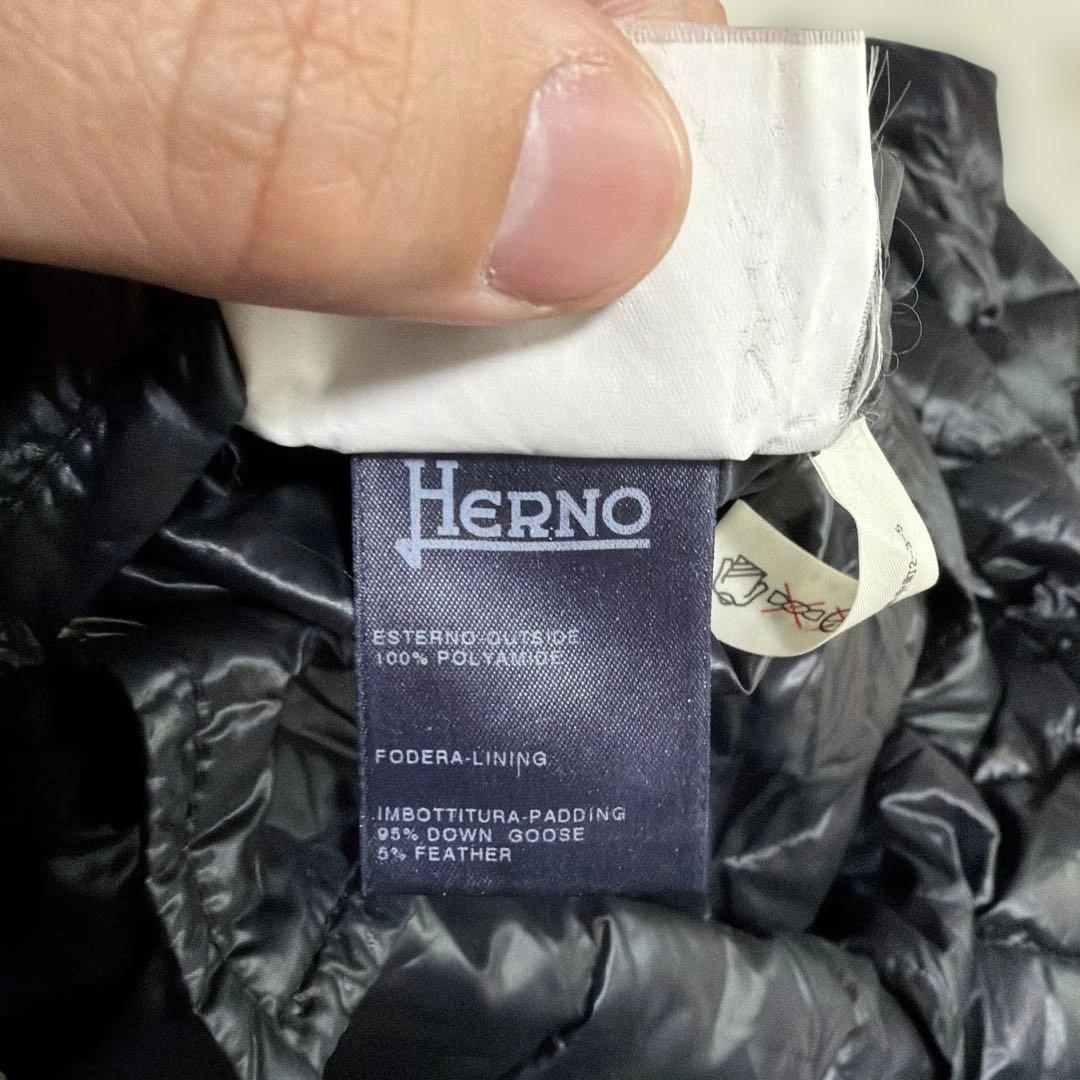 HERNO
ESTERNO-OUTSIDE
100% POLYAMIDE
FODERA-LINING
IMBOTTITURA-PADDING
95% DOWN GOOSE
5% FEATHER